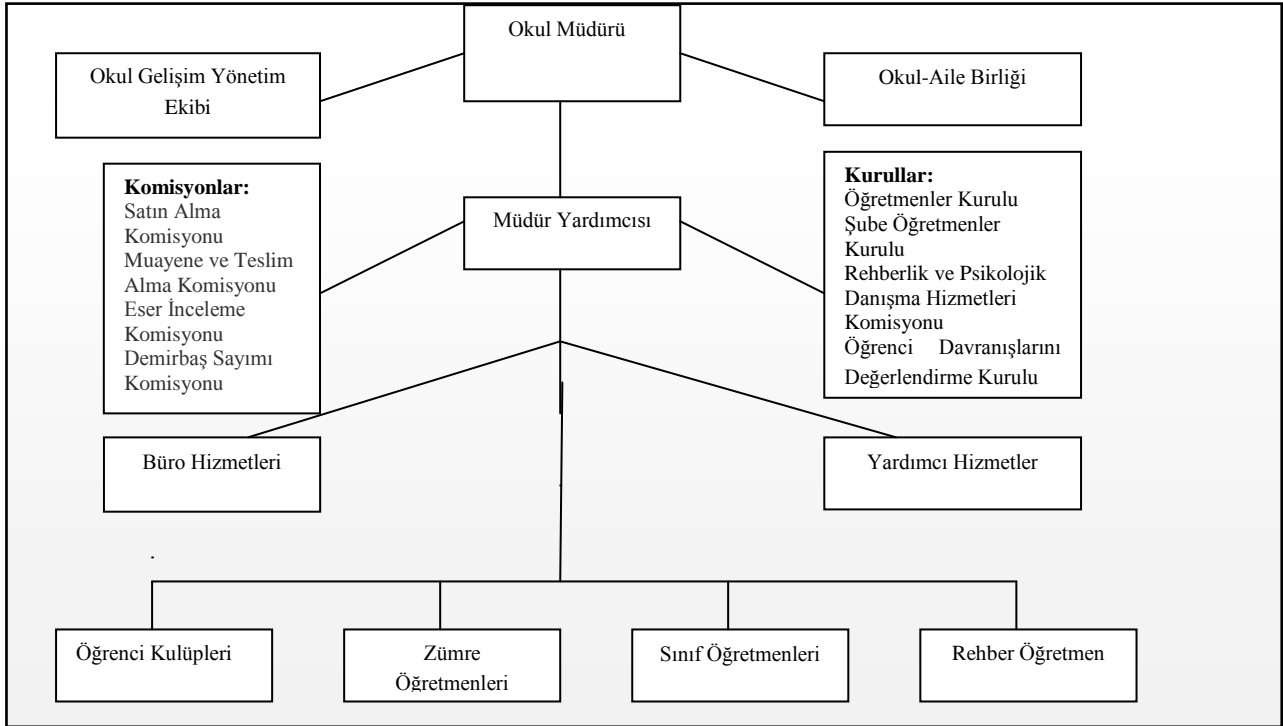 Okul Müdürü
Okul Gelişim Yönetim
Ekibi
Okul-Aile Birliği
Komisyonlar:
Satın Alma
Komisyonu
Muayene ve Teslim
Alma Komisyonu
Eser İnceleme
Komisyonu
Demirbaş Sayımı
Komisyonu
Müdür Yardımcısı
Kurullar:
Öğretmenler Kurulu
Şube Öğretmenler
Kurulu
Rehberlik ve Psikolojik
Danışma Hizmetleri
Komisyonu
Öğrenci Davranışlarını
Değerlendirme Kurulu
Büro Hizmetleri
Yardımcı Hizmetler
Öğrenci Kulüpleri
Zümre
Öğretmenleri
Sınıf Öğretmenleri
Rehber Öğretmen